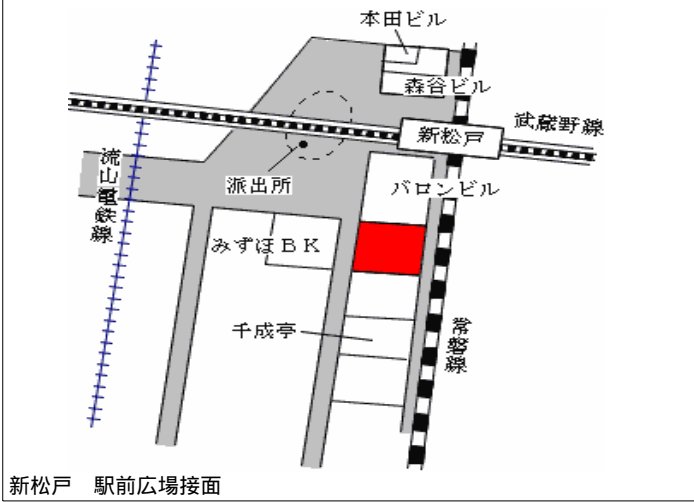 本田ビル
森谷ビル
新松戸
武蔵野線
派出所
バロンビル
流山電鉄線
みずほＢＫ
千成亭
常磐線
新松戸　駅前広場接面